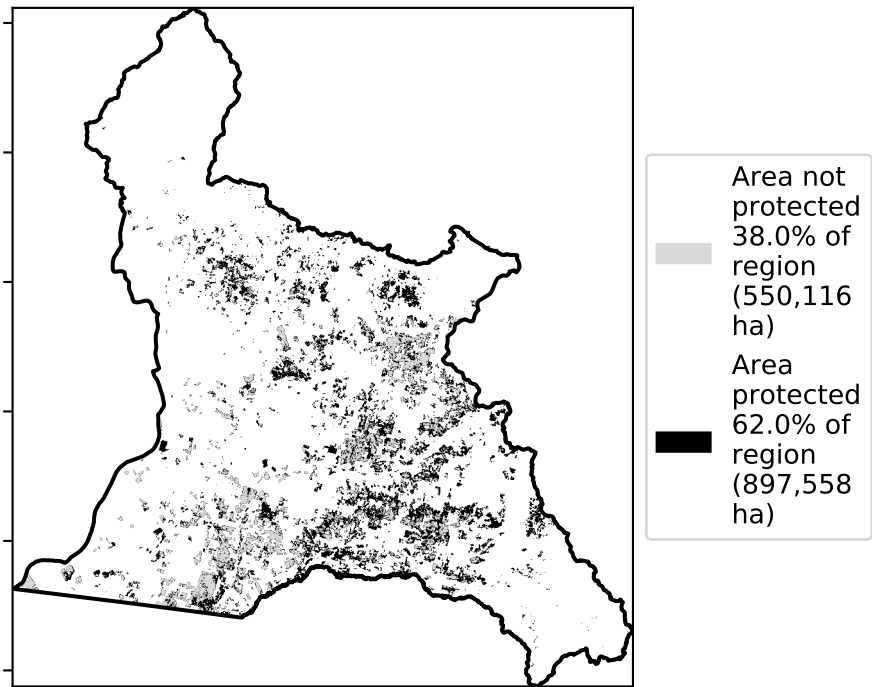 Area not
protected
38.0% of
region
(550,116
ha)
Area
protected
62.0% of
region
(897,558
ha)